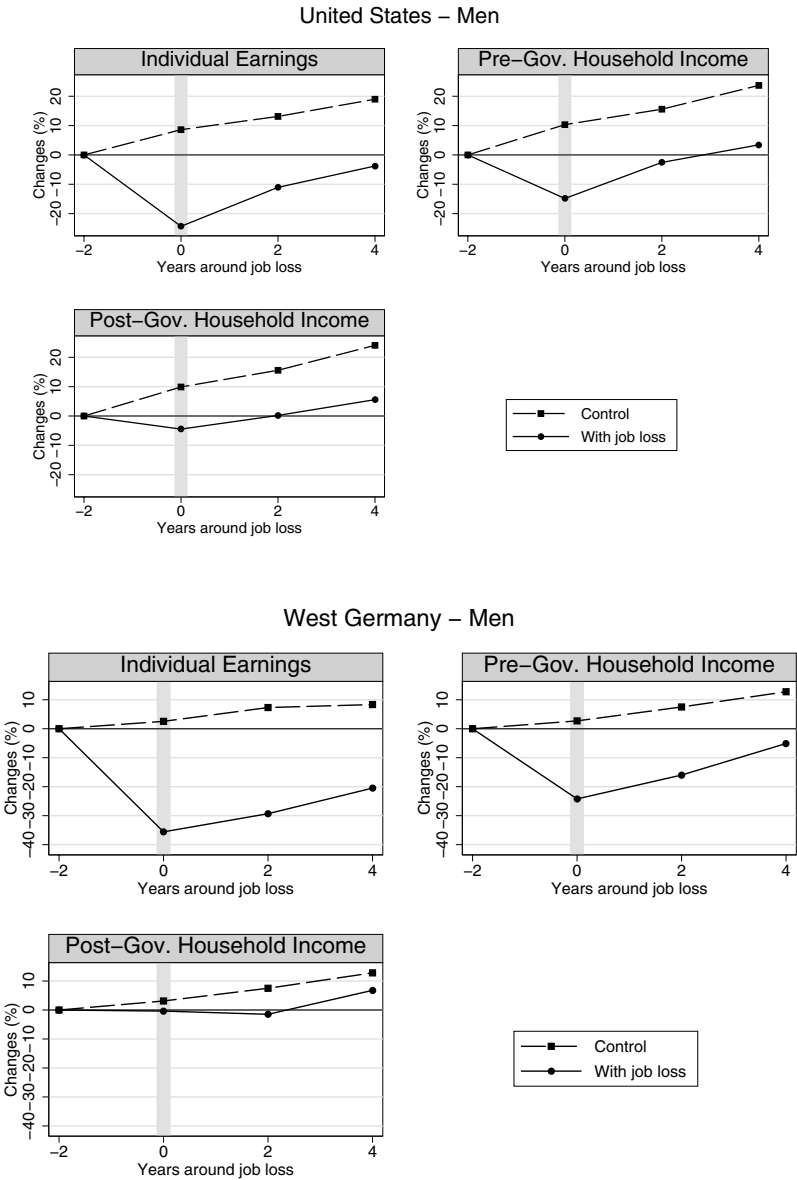 United States – Men
Individual Earnings
Pre–Gov. Household Income
Changes (%)
20
10
0
–10
–20
–2 0 2 4
Years around job loss
Changes (%)
20
10
0
–10
–20
–2 0 2 4
Years around job loss
Post–Gov. Household Income
Changes (%)
20
10
0
–10
–20
–2 0 2 4
Years around job loss
Control
With job loss
West Germany – Men
Individual Earnings
Pre–Gov. Household Income
Changes (%)
10
0
–10
–20
–30
–40
–2 0 2 4
Years around job loss
Changes (%)
10
0
–10
–20
–30
–40
–2 0 2 4
Years around job loss
Post–Gov. Household Income
Changes (%)
10
0
–10
–20
–30
–40
–2 0 2 4
Years around job loss
Control
With job loss